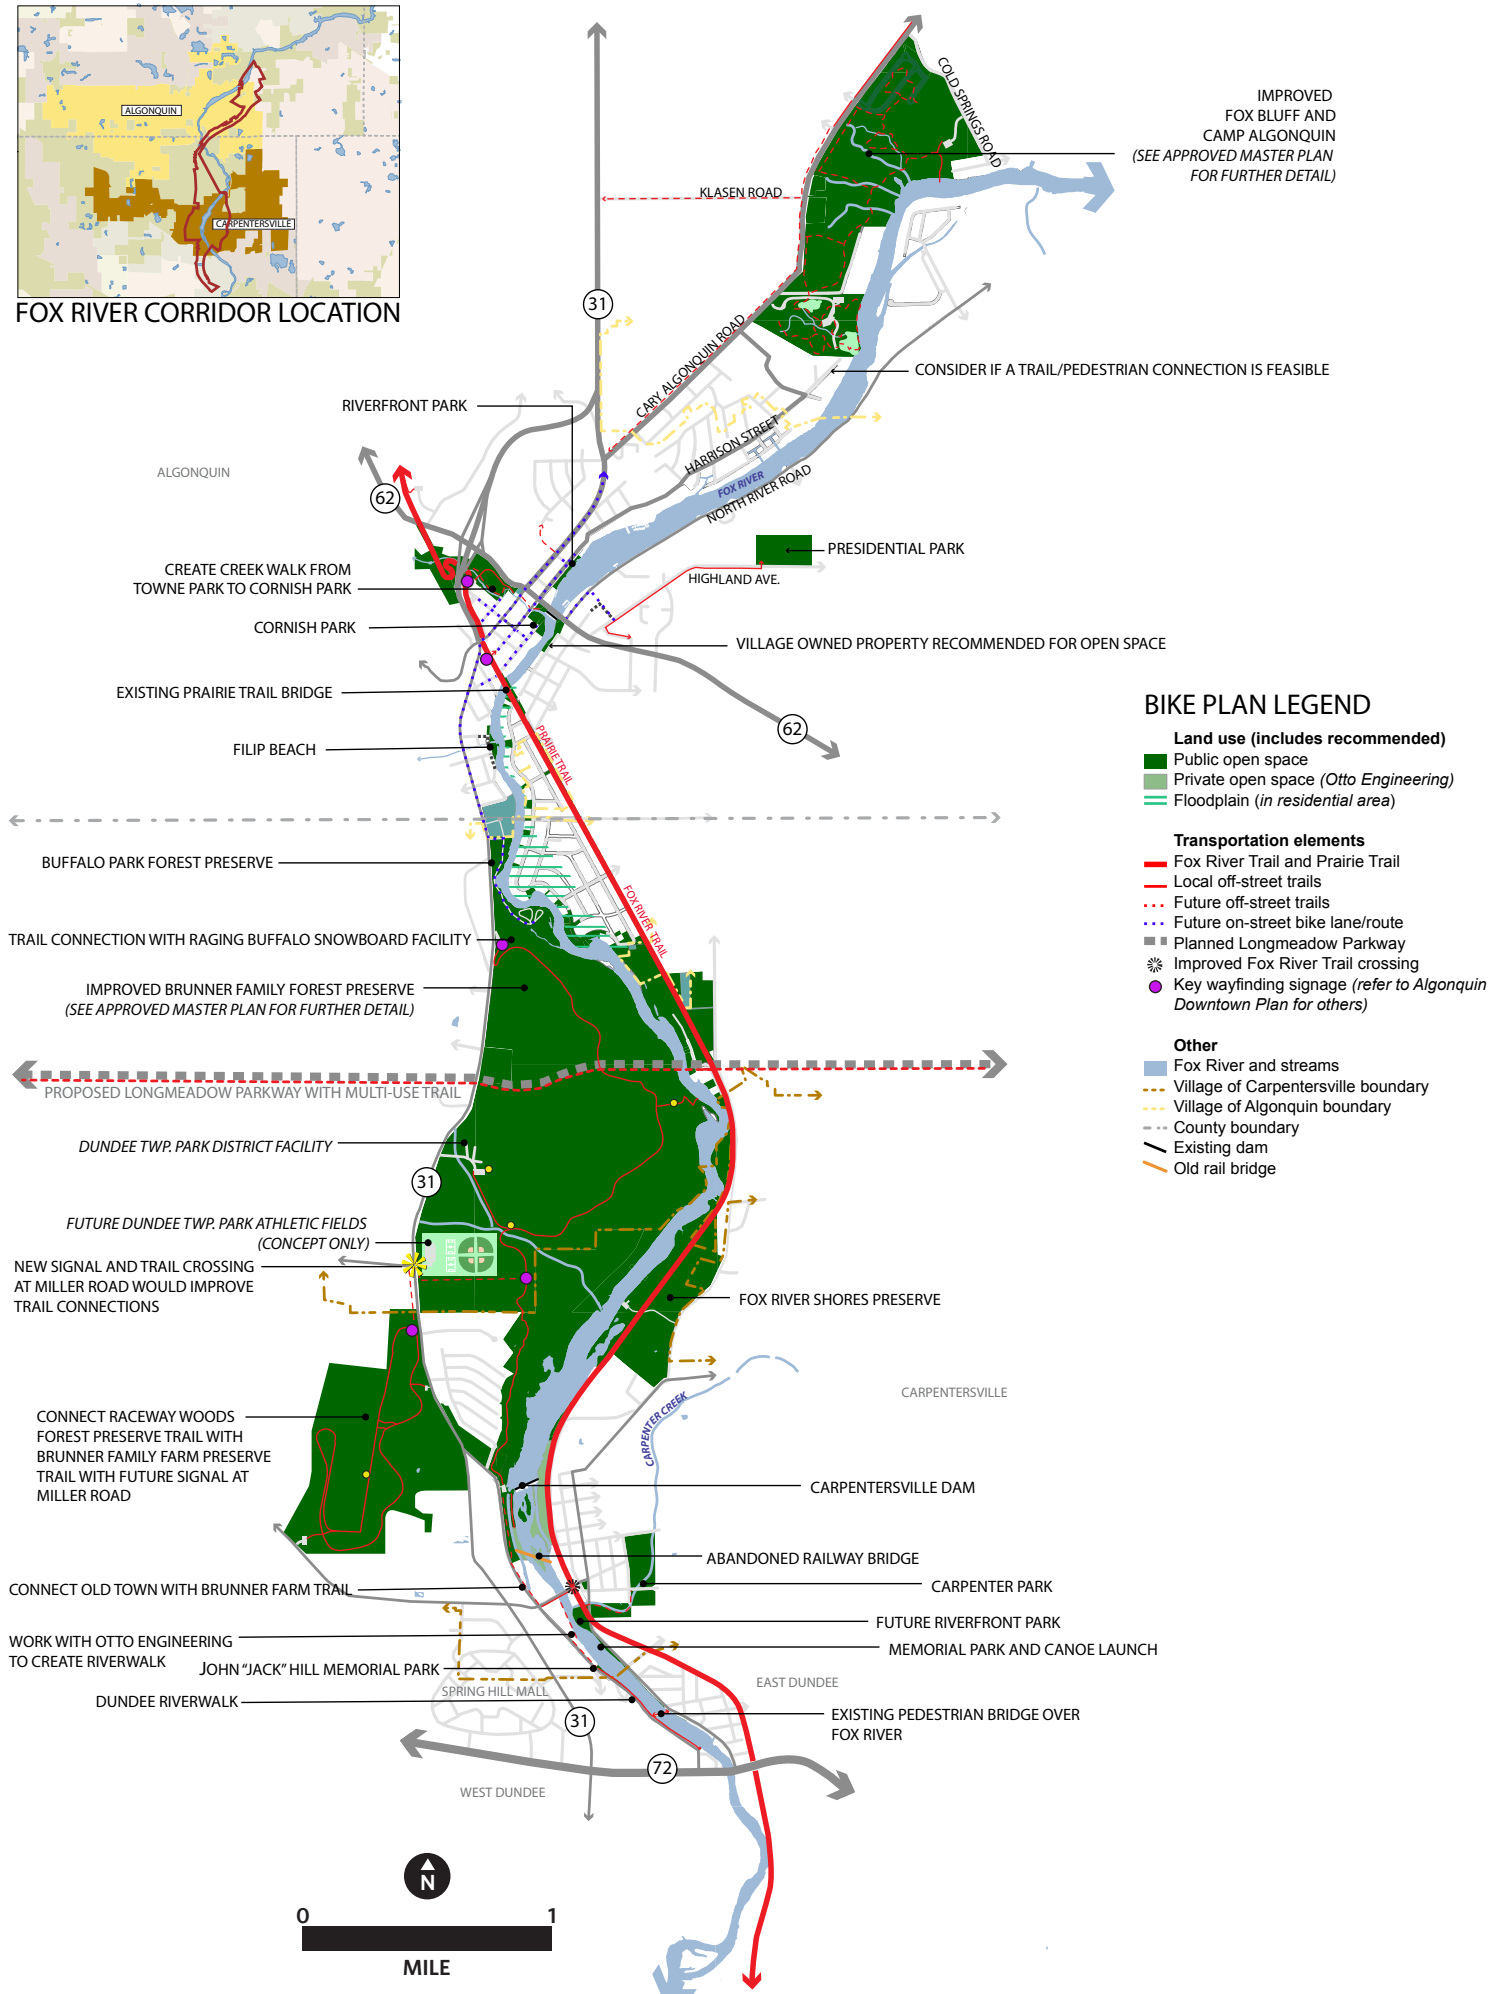 ALGONQUIN
CARPENTERSVILLE
FOX RIVER CORRIDOR LOCATION
COLD SPRINGS ROAD
IMPROVED
FOX BLUFF AND
CAMP ALGONQUIN
(SEE APPROVED MASTER PLAN
FOR FURTHER DETAIL)
KLASEN ROAD
31
CARY ALGONQUIN ROAD
CONSIDER IF A TRAIL/PEDESTRIAN CONNECTION IS FEASIBLE
RIVERFRONT PARK
HARRISON STREET
ALGONQUIN
FOX RIVER
NORTH RIVER ROAD
62
PRESIDENTIAL PARK
CREATE CREEK WALK FROM
TOWNE PARK TO CORNISH PARK
HIGHLAND AVE.
CORNISH PARK
VILLAGE OWNED PROPERTY RECOMMENDED FOR OPEN SPACE
EXISTING PRAIRIE TRAIL BRIDGE
62
FILIP BEACH
PRAIRIE TRAIL
BUFFALO PARK FOREST PRESERVE
FOX RIVER TRAIL
TRAIL CONNECTION WITH RAGING BUFFALO SNOWBOARD FACILITY
IMPROVED BRUNNER FAMILY FOREST PRESERVE
(SEE APPROVED MASTER PLAN FOR FURTHER DETAIL)
PROPOSED LONGMEADOW PARKWAY WITH MULTI-USE TRAIL
DUNDEE TWP. PARK DISTRICT FACILITY
31
FUTURE DUNDEE TWP. PARK ATHLETIC FIELDS
(CONCEPT ONLY)
NEW SIGNAL AND TRAIL CROSSING
AT MILLER ROAD WOULD IMPROVE
TRAIL CONNECTIONS
FOX RIVER SHORES PRESERVE
CARPENTERSVILLE
CARPENTER CREEK
CONNECT RACEWAY WOODS
FOREST PRESERVE TRAIL WITH
BRUNNER FAMILY FARM PRESERVE
TRAIL WITH FUTURE SIGNAL AT
MILLER ROAD
CARPENTERSVILLE DAM
ABANDONED RAILWAY BRIDGE
CONNECT OLD TOWN WITH BRUNNER FARM TRAIL
CARPENTER PARK
FUTURE RIVERFRONT PARK
WORK WITH OTTO ENGINEERING
TO CREATE RIVERWALK
MEMORIAL PARK AND CANOE LAUNCH
JOHN “JACK” HILL MEMORIAL PARK
EAST DUNDEE
SPRING HILL MALL
DUNDEE RIVERWALK
31
EXISTING PEDESTRIAN BRIDGE OVER
FOX RIVER
72
WEST DUNDEE
N
0 1
MILE
BIKE PLAN LEGEND
Land use (includes recommended)
Public open space
Private open space (Otto Engineering)
Floodplain (in residential area)
Transportation elements
Fox River Trail and Prairie Trail
Local off-street trails
Future off-street trails
Future on-street bike lane/route
Planned Longmeadow Parkway
Improved Fox River Trail crossing
Key wayfinding signage (refer to Algonquin
Downtown Plan for others)
Other
Fox River and streams
Village of Carpentersville boundary
Village of Algonquin boundary
County boundary
Existing dam
Old rail bridge